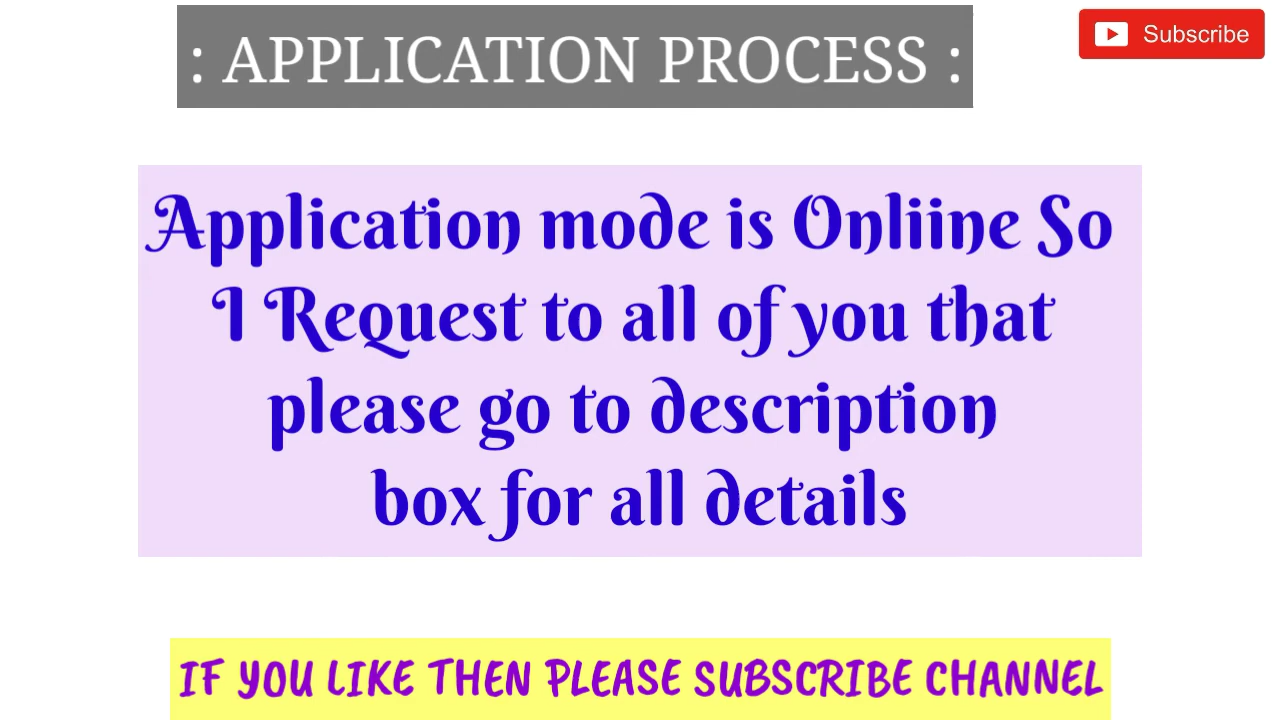 : APPLICATION PROCESS :
Subscribe
Application mode is Onliine So
I Request to all of you that
please go to description
box for all details
IF YOU LIKE THEN PLEASE SUBSCRIBE CHANNEL